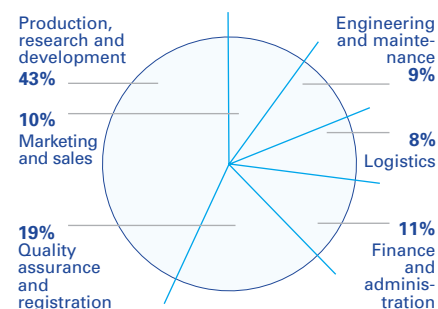 Production,
research and
development
43%
10%
Marketing
and sales
19%
Quality
assurance
and
registration
Engineering
and mainte-
nance
9%
8%
Logistics
11%
Finance
and
adminis-
tration